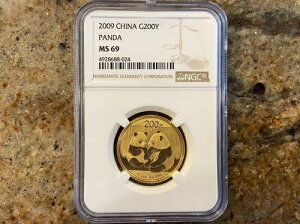 2009 CHINA G200Y
PANDA
MS 69
4928688-024
NUMISMATIC GUARANTY CORPORATION
NGC
200